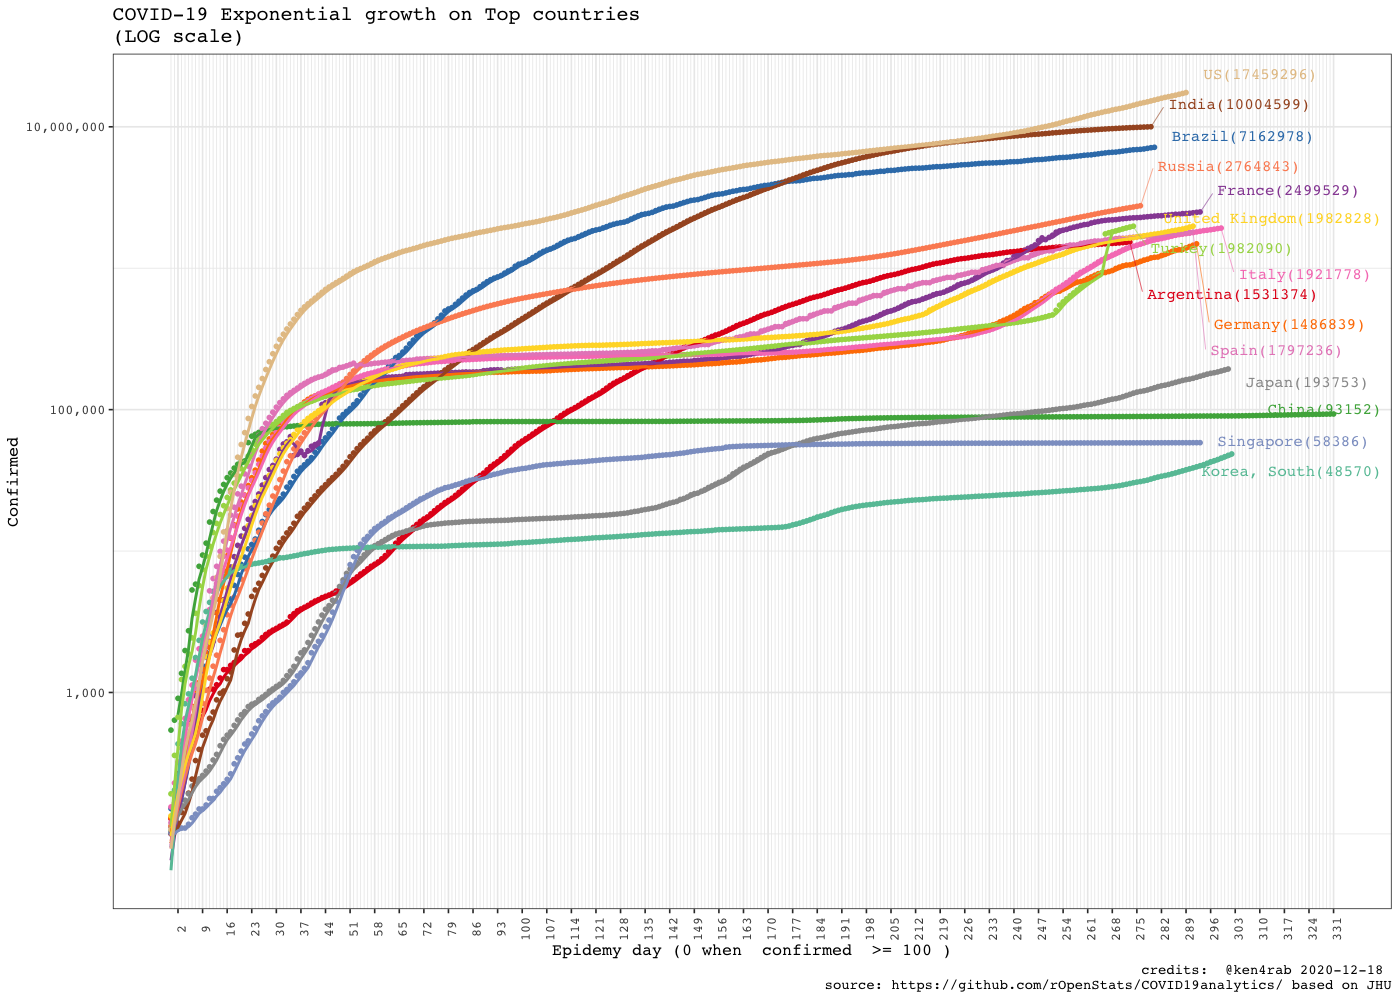 COVID-19 Exponential growth on Top countries
(LOG scale)
US(17459296)
India(10004599)
10,000,000
Brazil(7162978)
Russia(2764843)
France(2499529)
United Kingdom(1982828)
Turkey(1982090)
Italy(1921778)
Argentina(1531374)
Germany(1486839)
Spain(1797236)
Japan(193753)
100,000
China(93152)
Singapore(58386)
Korea, South(48570)
Confirmed
1,000
2 9 16 23 30 37 44 51 58 65 72 79 86 93 100 107 114 121 128 135 142 149 156 163 170 177 184 191 198 205 212 219 226 233 240 247 254 261 268 275 282 289 296 303 310 317 324 331
Epidemy day (0 when  confirmed  >= 100 )
credits:  @ken4rab 2020-12-18
source: https://github.com/rOpenStats/COVID19analytics/ based on JHU